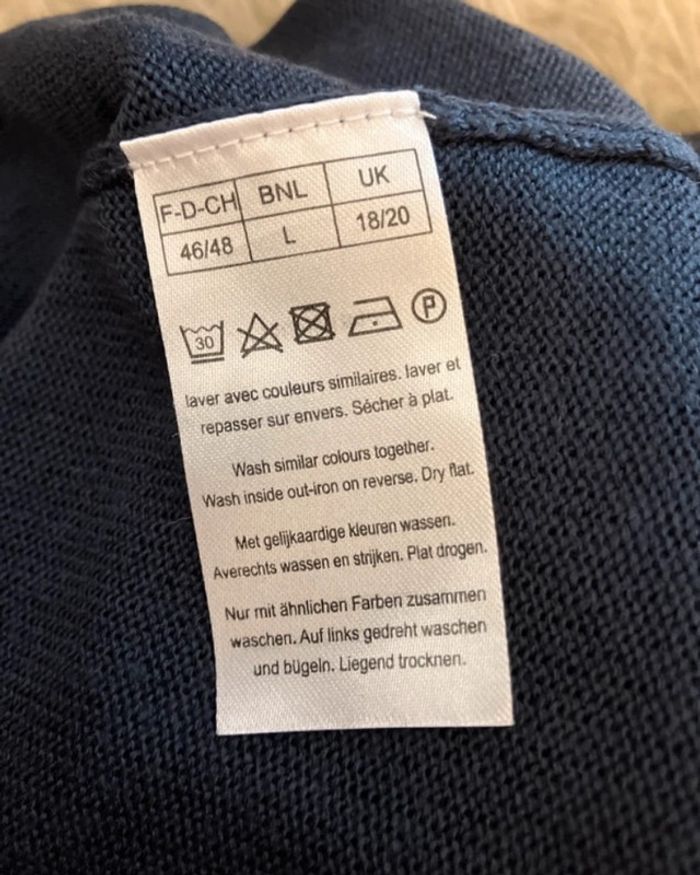 F-D-CH BNL UK
46/48 L 18/20
30 P
laver avec couleurs similaires. laver et
repasser sur envers. Sécher à plat.
Wash similar colours together.
Wash inside out-iron on reverse. Dry flat.
Met gelijkaardige kleuren wassen.
Averechts wassen en strijken. Plat drogen.
Nur mit ähnlichen Farben zusammen
waschen. Auf links gedreht waschen
und bügeln. Liegend trocknen.